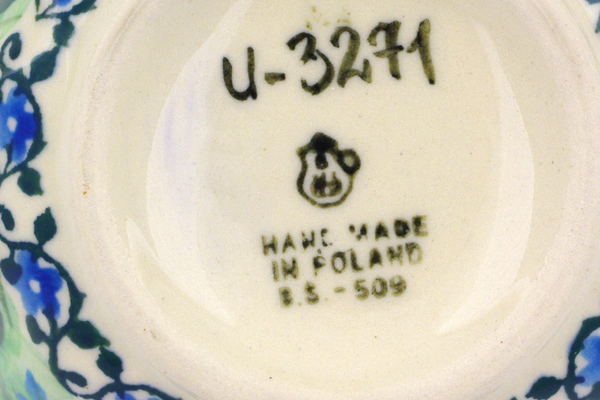 U-3271
HAND MADE
IN POLAND
B.S.-509